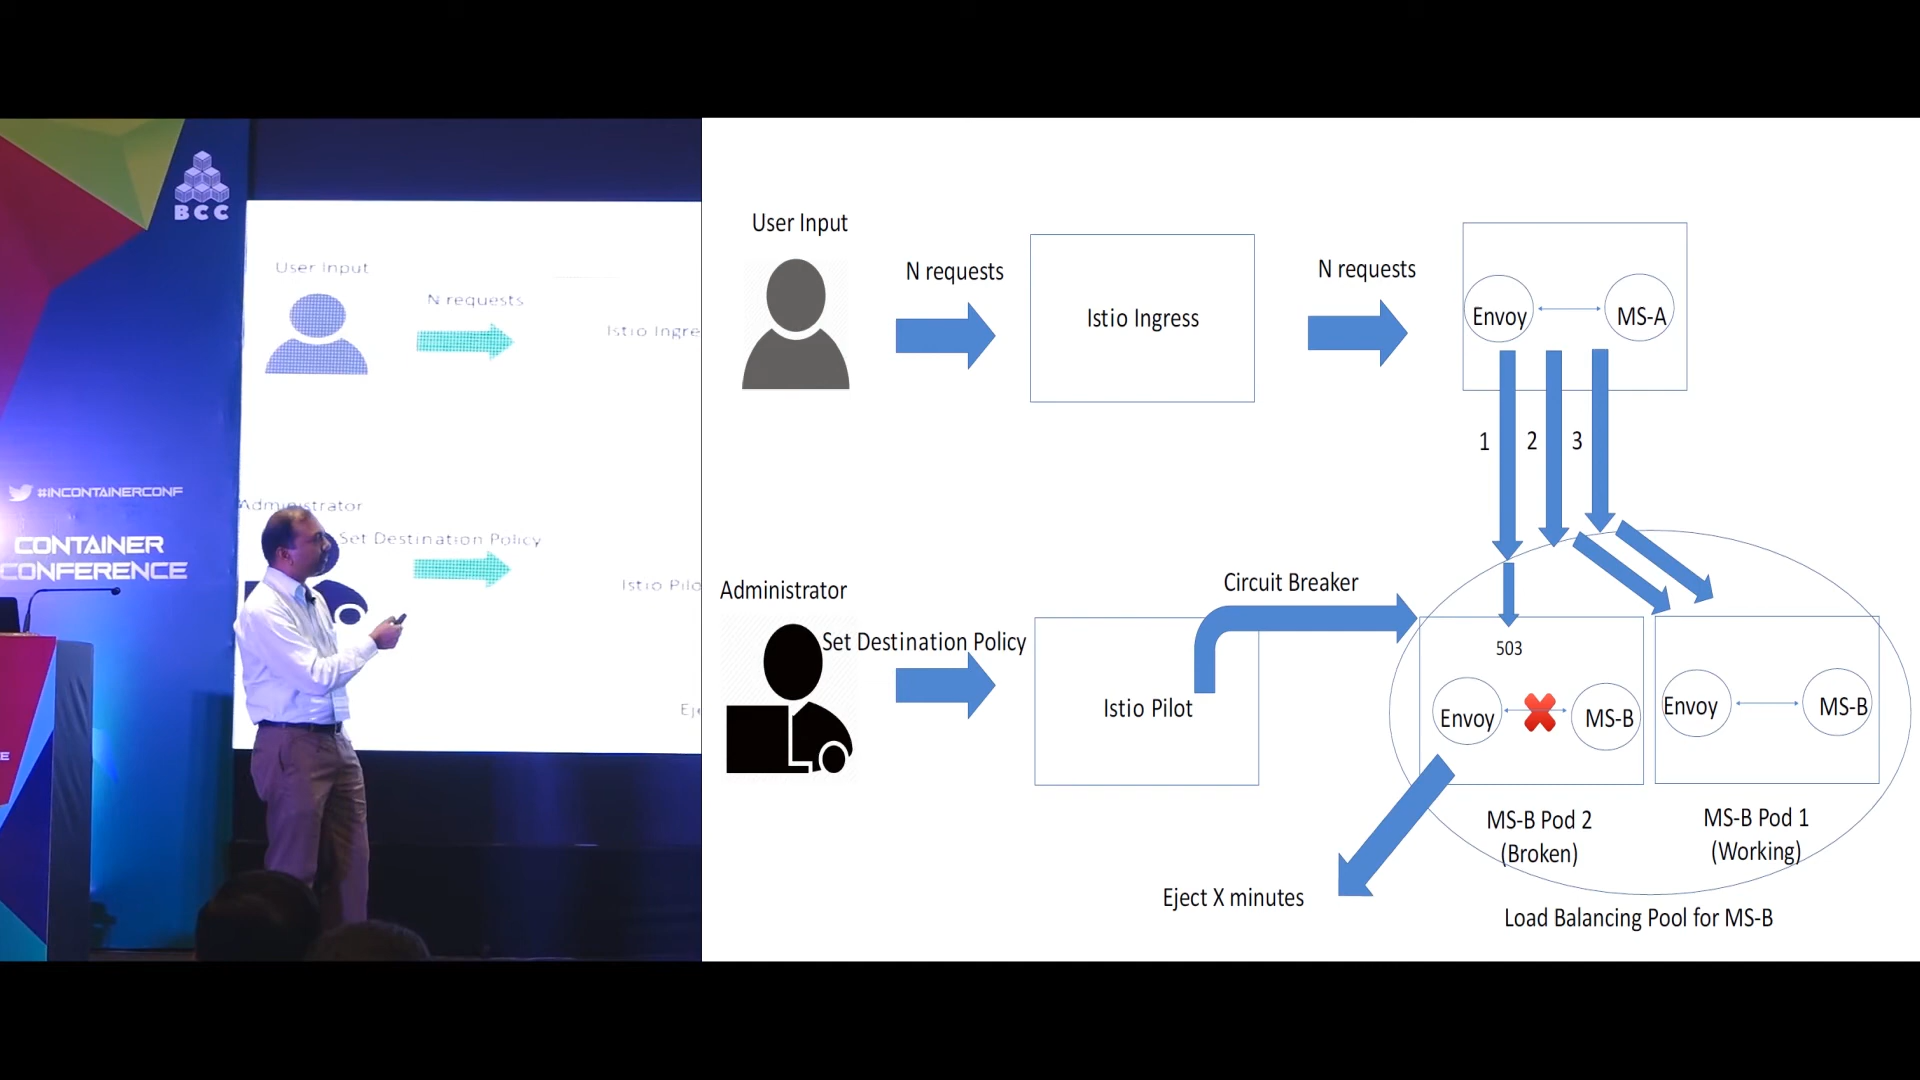 BCC
#INCONTAINERCONF
CONTAINER
CONFERENCE
E
User Input
N requests
Istio Ingre
Administrator
Set Destination Policy
Istio Pilo
Eje
User Input
N requests
Istio Ingress
N requests
Envoy
MS-A
1
2
3
Administrator
Set Destination Policy
Istio Pilot
Circuit Breaker
503
Envoy
MS-B
Envoy
MS-B
MS-B Pod 2
(Broken)
MS-B Pod 1
(Working)
Eject X minutes
Load Balancing Pool for MS-B